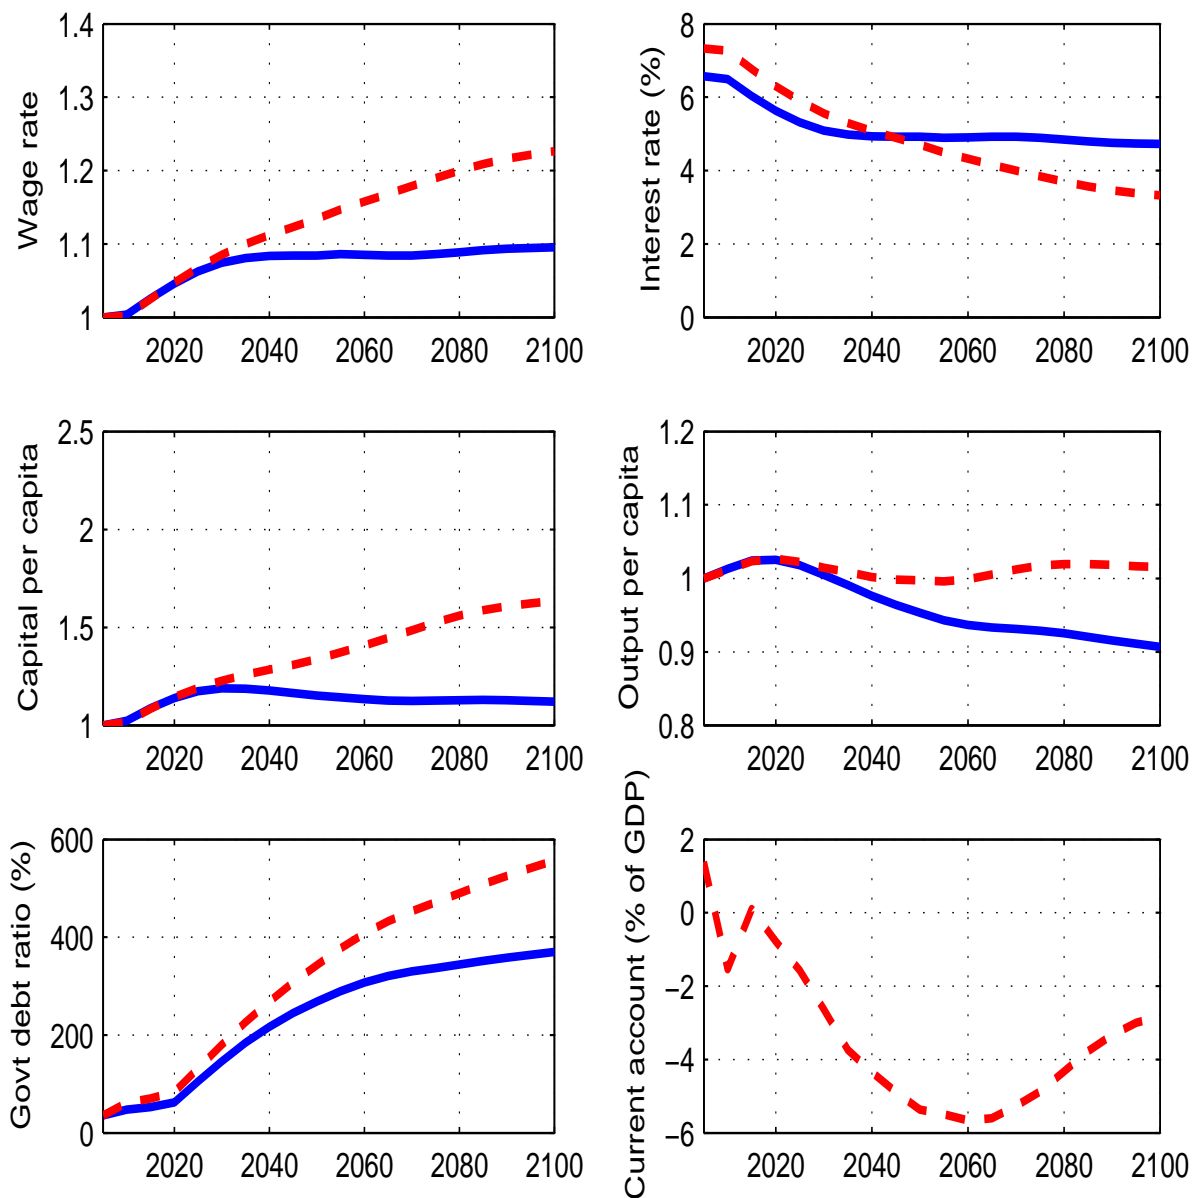 Wage rate
1.4
1.3
1.2
1.1
1
2020 2040 2060 2080 2100
Interest rate (%)
8
6
4
2
0
2020 2040 2060 2080 2100
Capital per capita
2.5
2
1.5
1
2020 2040 2060 2080 2100
Output per capita
1.2
1.1
1
0.9
0.8
2020 2040 2060 2080 2100
Govt debt ratio (%)
600
400
200
0
2020 2040 2060 2080 2100
Current account (% of GDP)
2
0
−2
−4
−6
2020 2040 2060 2080 2100